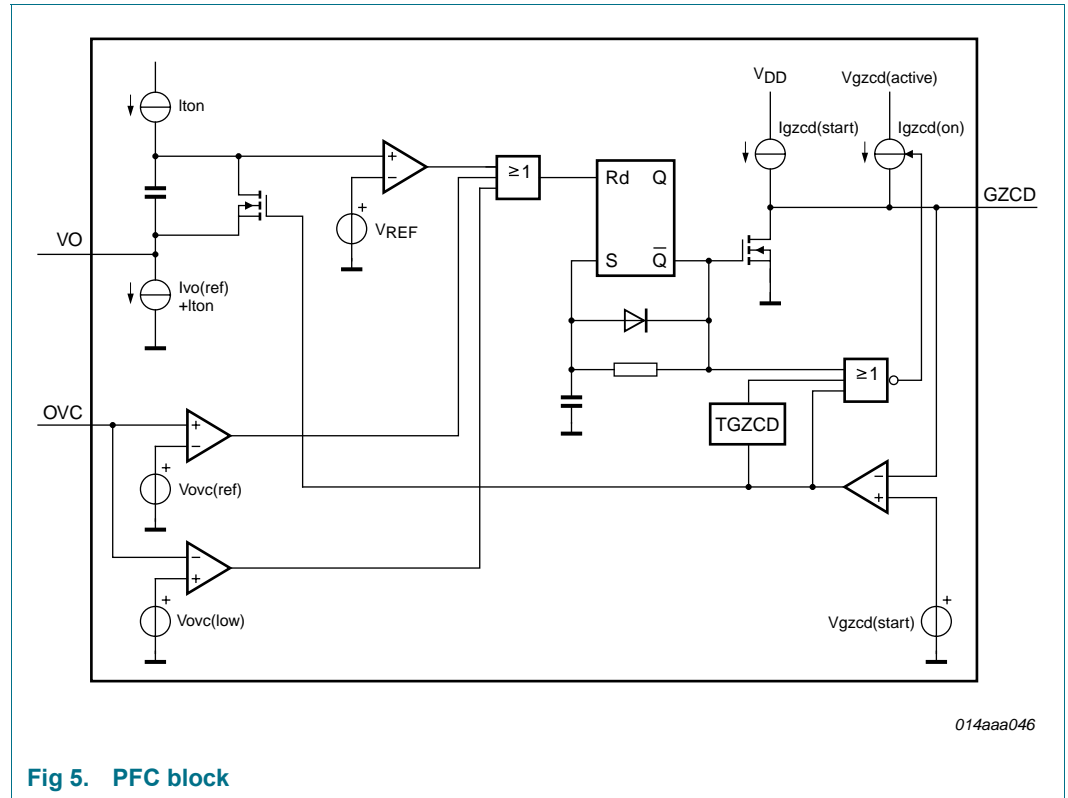 Iton
VDD
Vgzcd(active)
Igzcd(start)
Igzcd(on)
+
−
≥1
Rd Q
GZCD
+
VREF
VO
S Q̅
Ivo(ref)
+Iton
≥1
OVC
+
−
TGZCD
+
Vovc(ref)
−
+
−
+
+
Vovc(low)
+
Vgzcd(start)
014aaa046
Fig 5. PFC block